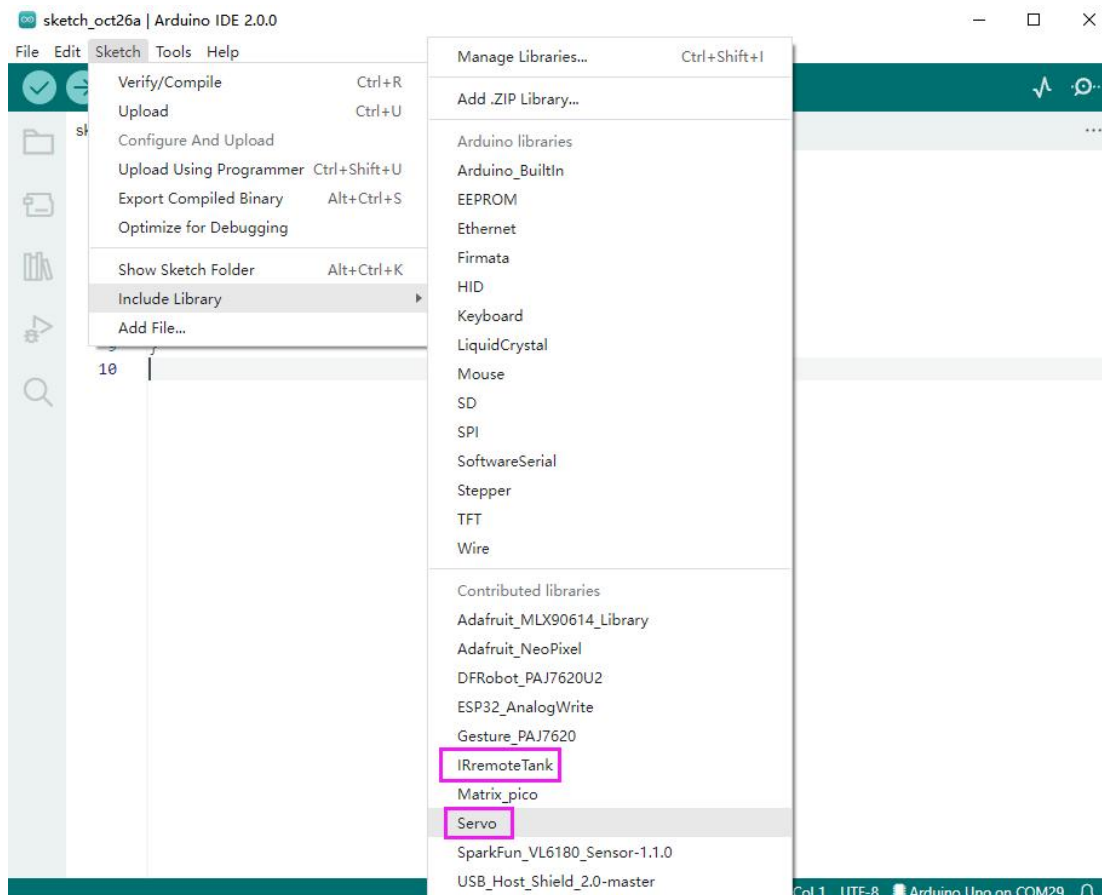 sketch_oct26a | Arduino IDE 2.0.0
File Edit Sketch Tools Help
Verify/Compile Ctrl+R
Upload Ctrl+U
Configure And Upload
Upload Using Programmer Ctrl+Shift+U
Export Compiled Binary Alt+Ctrl+S
Optimize for Debugging
Show Sketch Folder Alt+Ctrl+K
Include Library
Add File...
Manage Libraries... Ctrl+Shift+I
Add .ZIP Library...
Arduino libraries
Arduino_BuiltIn
EEPROM
Ethernet
Firmata
HID
Keyboard
LiquidCrystal
Mouse
SD
SPI
SoftwareSerial
Stepper
TFT
Wire
Contributed libraries
Adafruit_MLX90614_Library
Adafruit_NeoPixel
DFRobot_PAJ7620U2
ESP32_AnalogWrite
Gesture_PAJ7620
IRremoteTank
Matrix_pico
Servo
SparkFun_VL6180_Sensor-1.1.0
USB_Host_Shield_2.0-master
sk
10
Col 1 UTF-8 Arduino Uno on COM29